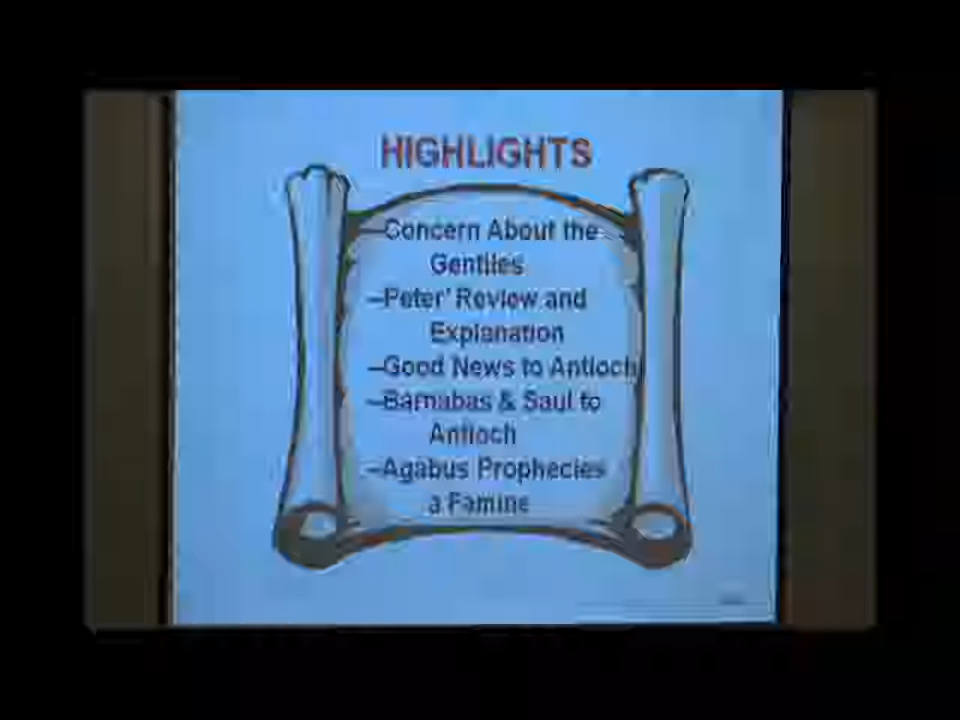 HIGHLIGHTS
–Concern About the
Gentiles
–Peter' Review and
Explanation
–Good News to Antioch
–Barnabas & Saul to
Antioch
–Agabus Prophecies
a Famine